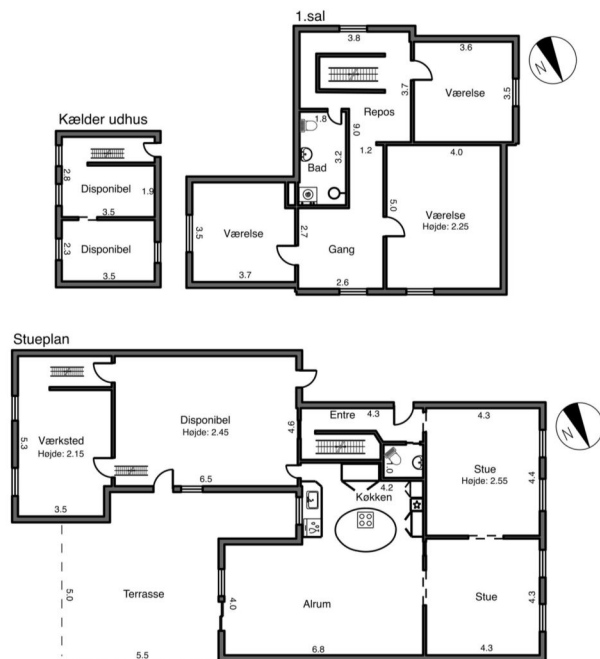 1.sal
3.8
3.6
N
3.7
Værelse
3.5
Repos
1.8
9.0
1.2
3.2
Bad
4.0
5.0
Værelse
Højde: 2.25
3.5
Værelse
2.7
Gang
3.7
2.6
Kælder udhus
2.8
Disponibel
1.9
3.5
2.3
Disponibel
3.5
Stueplan
Entre
4.3
4.3
N
Disponibel
Højde: 2.45
4.6
5.3
Værksted
Højde: 2.15
1.0
Stue
Højde: 2.55
4.4
6.5
4.2
Køkken
3.5
5.0
Terrasse
4.0
Alrum
Stue
4.3
5.5
6.8
4.3